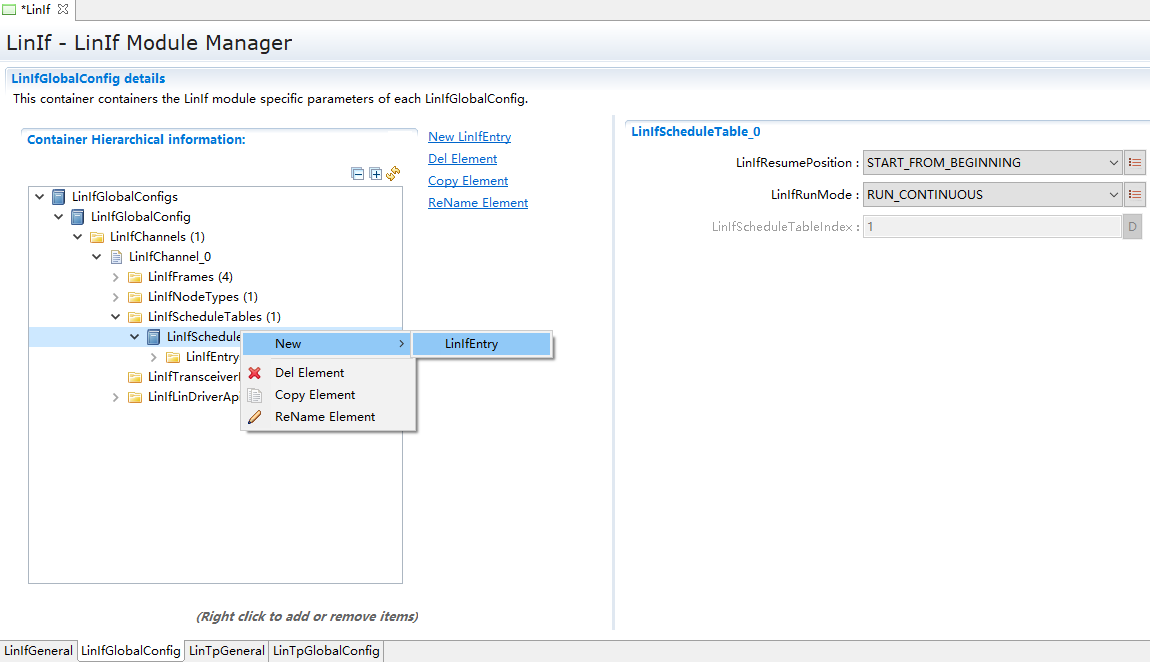 *LinIf
LinIf - LinIf Module Manager
LinIfGlobalConfig details
This container containers the LinIf module specific parameters of each LinIfGlobalConfig.
Container Hierarchical information:
LinIfGlobalConfigs
LinIfGlobalConfig
LinIfChannels (1)
LinIfChannel_0
LinIfFrames (4)
LinIfNodeTypes (1)
LinIfScheduleTables (1)
LinIfSchedule
LinIfEntry
LinIfTransceiver
LinIfLinDriverAp
New
LinIfEntry
Del Element
Copy Element
ReName Element
(Right click to add or remove items)
New LinIfEntry
Del Element
Copy Element
ReName Element
LinIfScheduleTable_0
LinIfResumePosition : START_FROM_BEGINNING
LinIfRunMode : RUN_CONTINUOUS
LinIfScheduleTableIndex : 1 D
LinIfGeneral LinIfGlobalConfig LinTpGeneral LinTpGlobalConfig